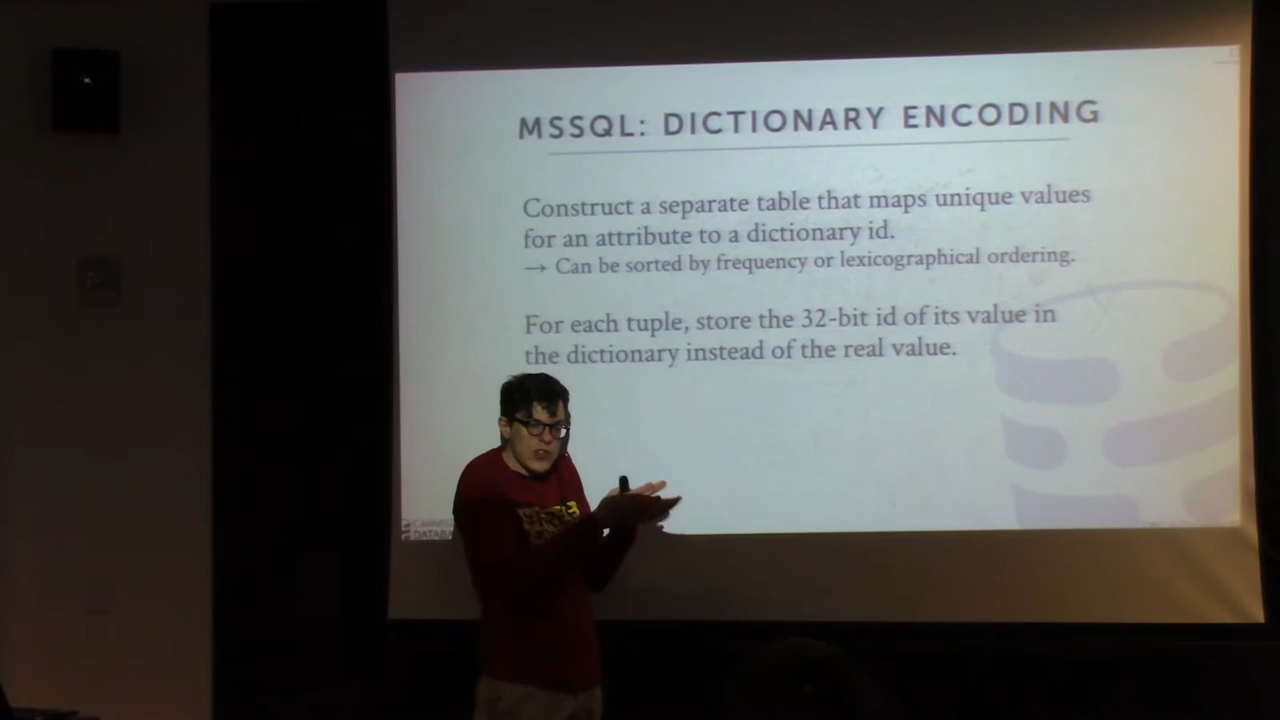 MSSQL: DICTIONARY ENCODING
Construct a separate table that maps unique values
for an attribute to a dictionary id.
→ Can be sorted by frequency or lexicographical ordering.
For each tuple, store the 32-bit id of its value in
the dictionary instead of the real value.